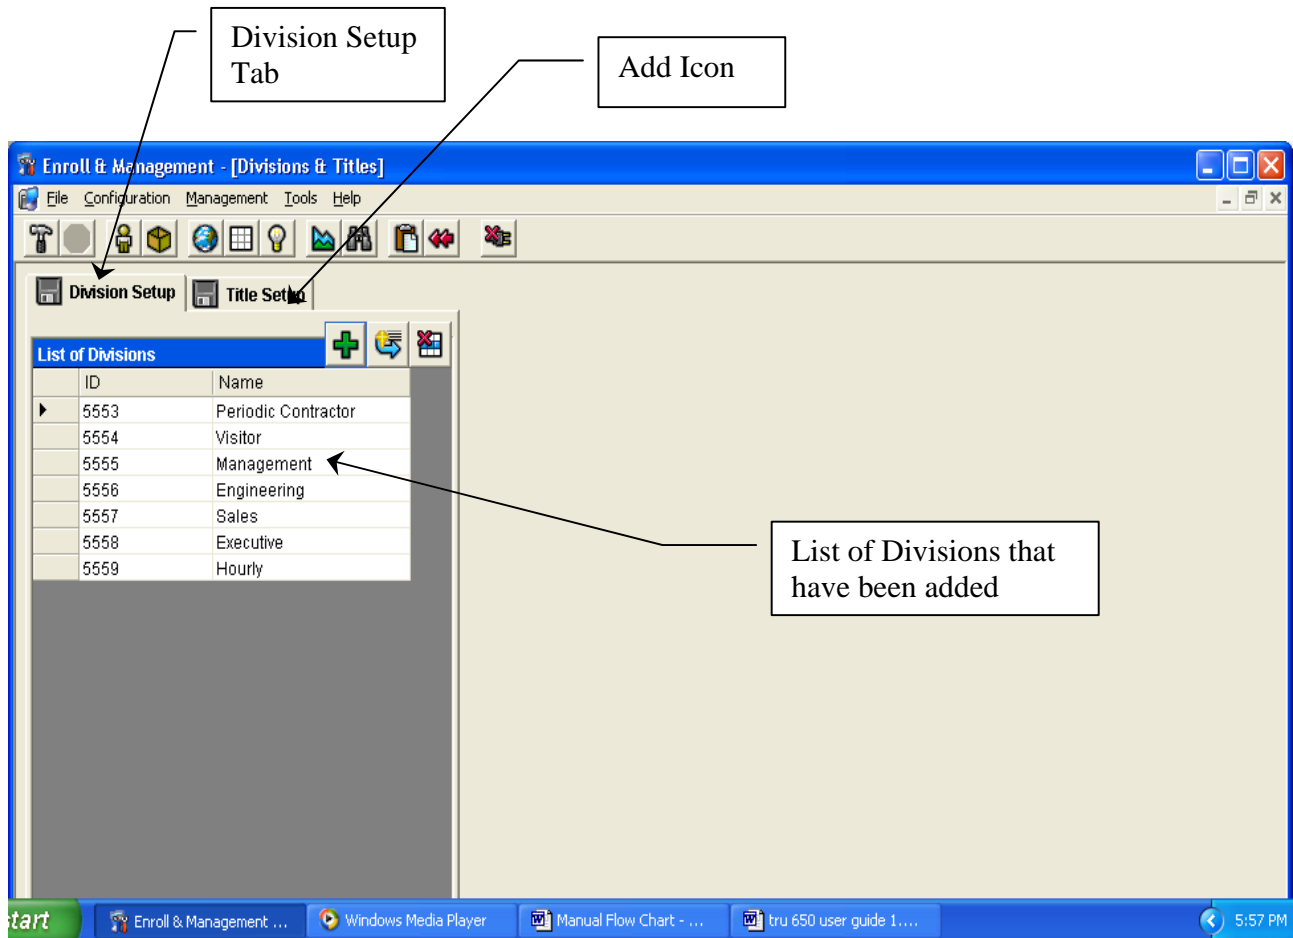 Division Setup
Tab
Add Icon
Enroll & Management - [Divisions & Titles]
File Configuration Management Tools Help
Division Setup Title Setup
List of Divisions
ID Name
5553 Periodic Contractor
5554 Visitor
5555 Management
5556 Engineering
5557 Sales
5558 Executive
5559 Hourly
List of Divisions that
have been added
start Enroll & Management ... Windows Media Player Manual Flow Chart - ... tru 650 user guide 1.... 5:57 PM